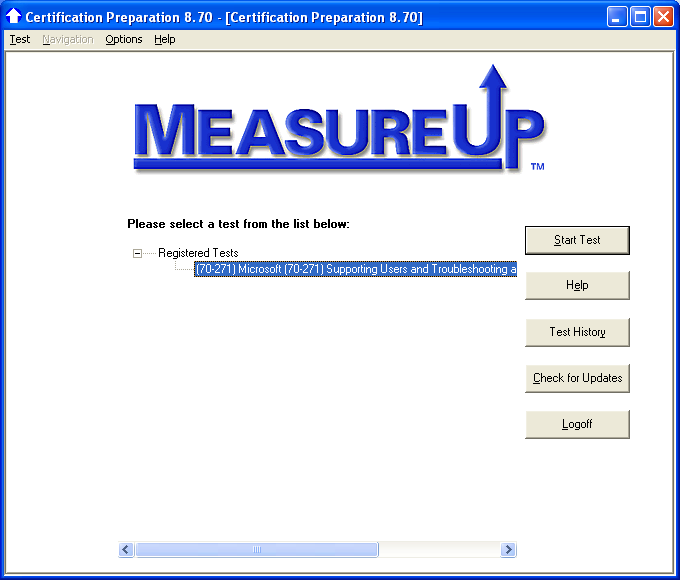 Certification Preparation 8.70 - [Certification Preparation 8.70]
Test Navigation Options Help
MEASUREUP™
Please select a test from the list below:
Registered Tests
(70-271) Microsoft (70-271) Supporting Users and Troubleshooting a
Start Test
Help
Test History
Check for Updates
Logoff